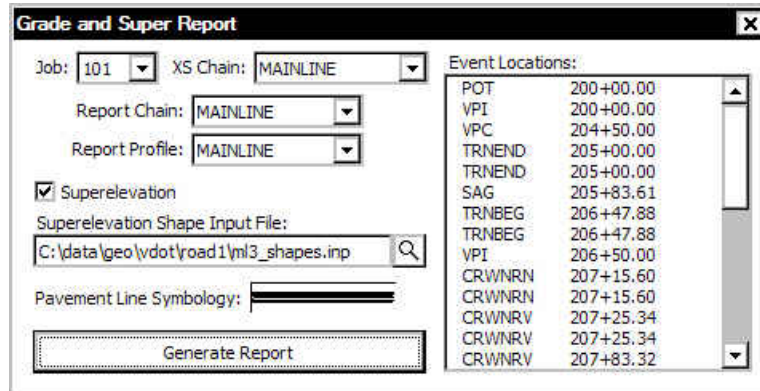 Grade and Super Report
Job: 101 XS Chain: MAINLINE
Report Chain: MAINLINE
Report Profile: MAINLINE
Superelevation
Superelevation Shape Input File:
C:\data\geo\vdot\road1\ml3_shapes.inp
Pavement Line Symbology:
Generate Report
Event Locations:
POT 200+00.00
VPI 200+00.00
VPC 204+50.00
TRNEND 205+00.00
TRNEND 205+00.00
SAG 205+83.61
TRNBEG 206+47.88
TRNBEG 206+47.88
VPI 206+50.00
CRWNRN 207+15.60
CRWNRN 207+15.60
CRWNRV 207+25.34
CRWNRV 207+25.34
CRWNRV 207+83.32